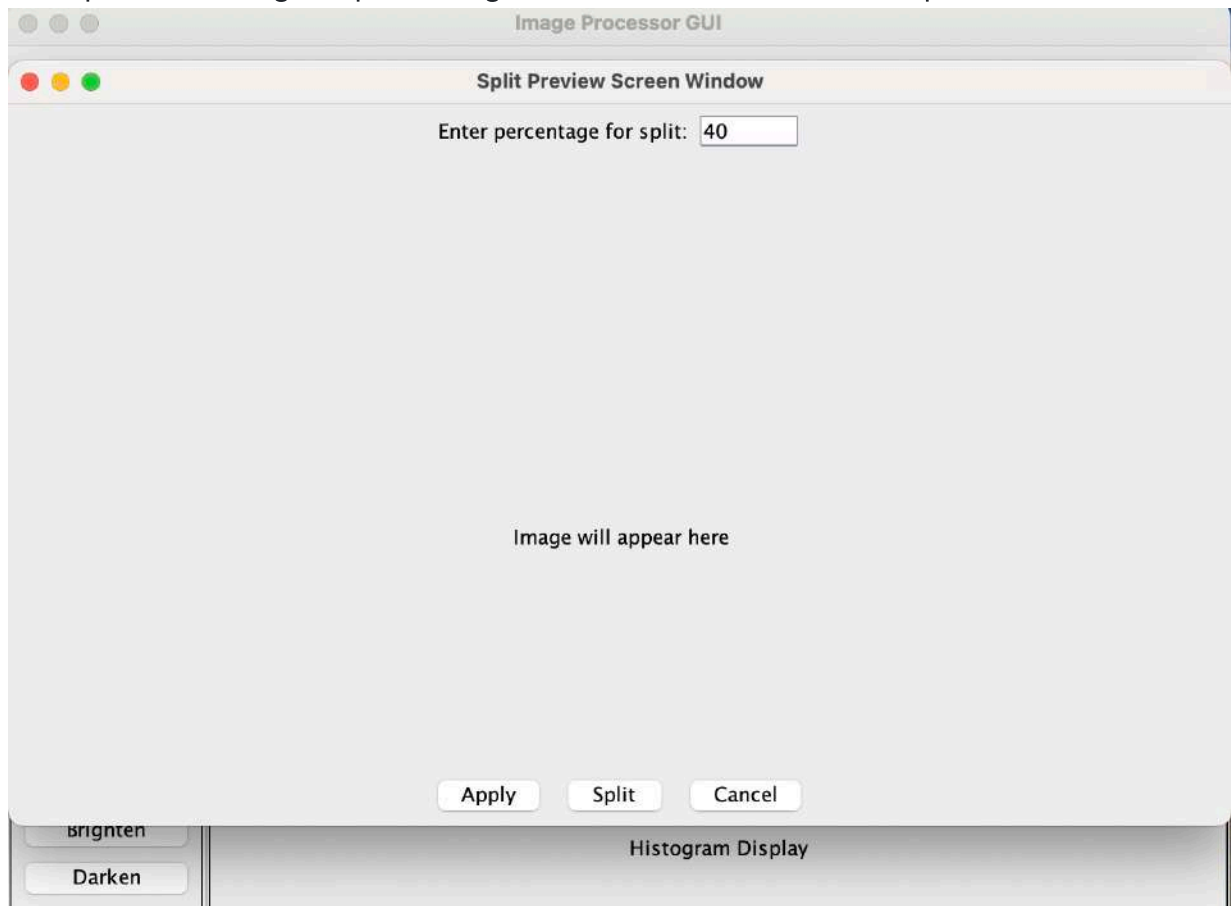 Image Processor GUI
Split Preview Screen Window
Enter percentage for split: 40
Image will appear here
Apply Split Cancel
Brighten
Histogram Display
Darken